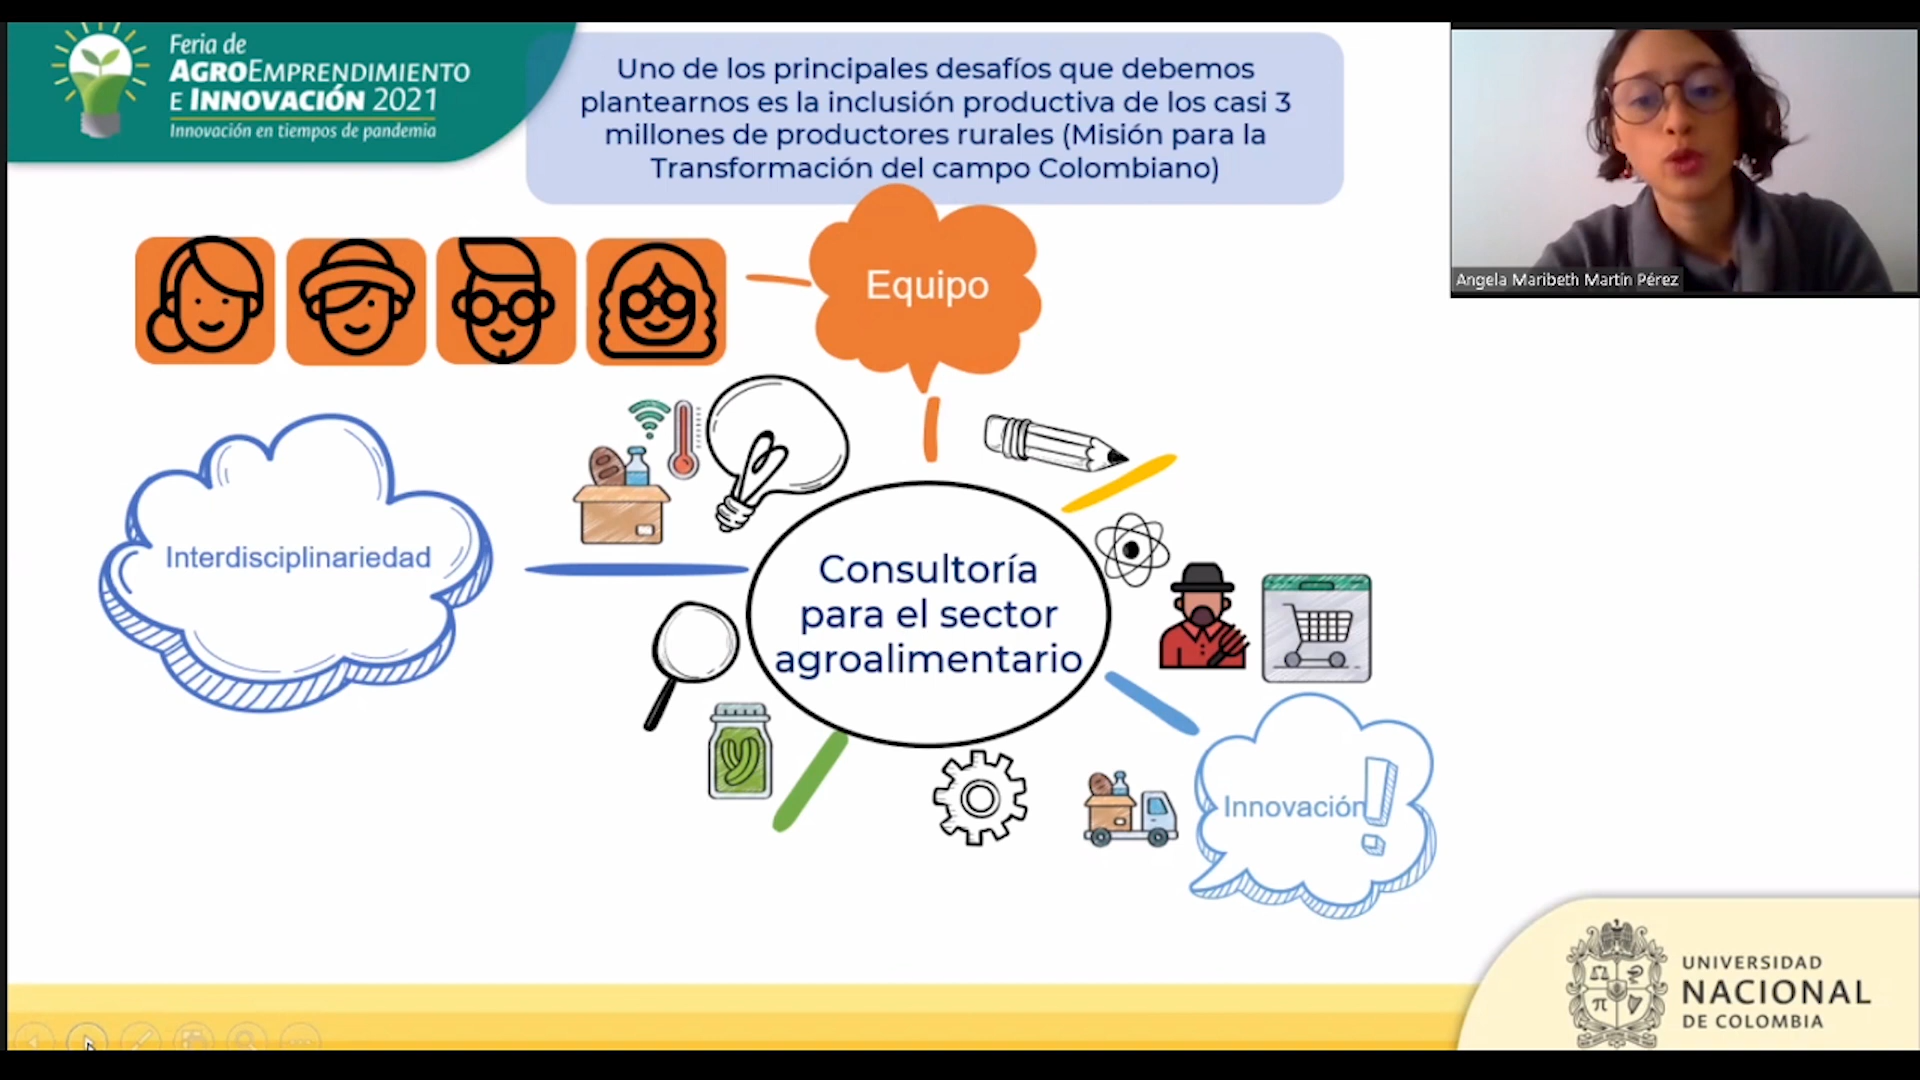 Feria de
AGROEMPRENDIMIENTO
E INNOVACIÓN 2021
Innovación en tiempos de pandemia
Uno de los principales desafíos que debemos
plantearnos es la inclusión productiva de los casi 3
millones de productores rurales (Misión para la
Transformación del campo Colombiano)
Angela Maribeth Martín Pérez
Equipo
Interdisciplinariedad
Consultoría
para el sector
agroalimentario
Innovación
!
UNIVERSIDAD
NACIONAL
DE COLOMBIA